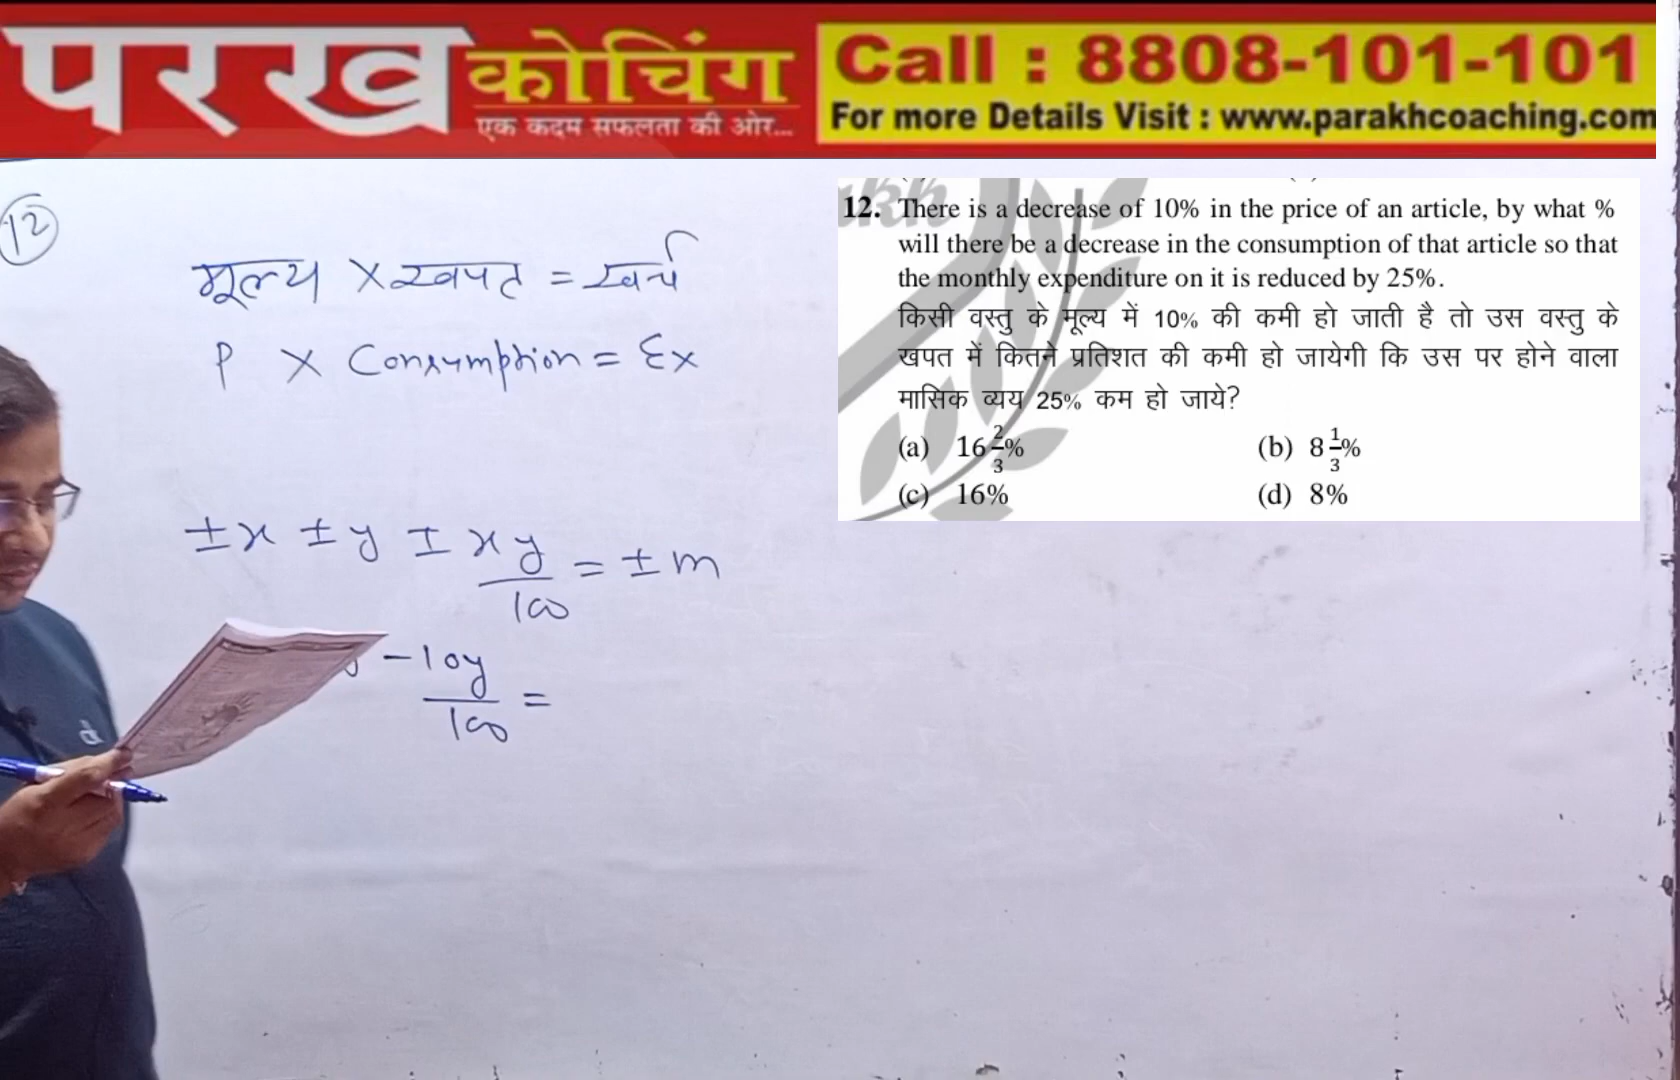 परख कोचिंग
एक कदम सफलता की ओर...
Call : 8808-101-101
For more Details Visit : www.parakhcoaching.com
12
मूल्य × खपत = खर्च
P × Consumption = Ex
±x ±y ± xy/100 = ±m
-10y/100 =
12. There is a decrease of 10% in the price of an article, by what %
will there be a decrease in the consumption of that article so that
the monthly expenditure on it is reduced by 25%.
किसी वस्तु के मूल्य में 10% की कमी हो जाती है तो उस वस्तु के
खपत में कितने प्रतिशत की कमी हो जायेगी कि उस पर होने वाला
मासिक व्यय 25% कम हो जाये?
(a) 16 2/3% (b) 8 1/3%
(c) 16% (d) 8%